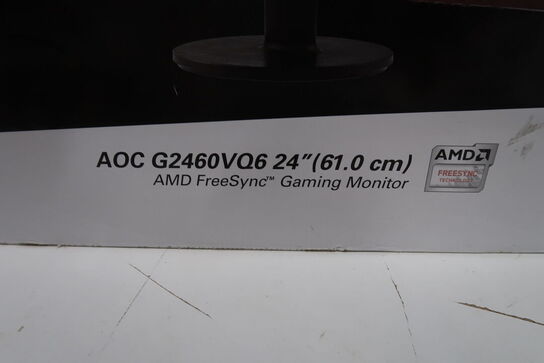 AOC G2460VQ6 24"(61.0 cm)
AMD FreeSync™ Gaming Monitor
AMD
FREESYNC
TECHNOLOGY